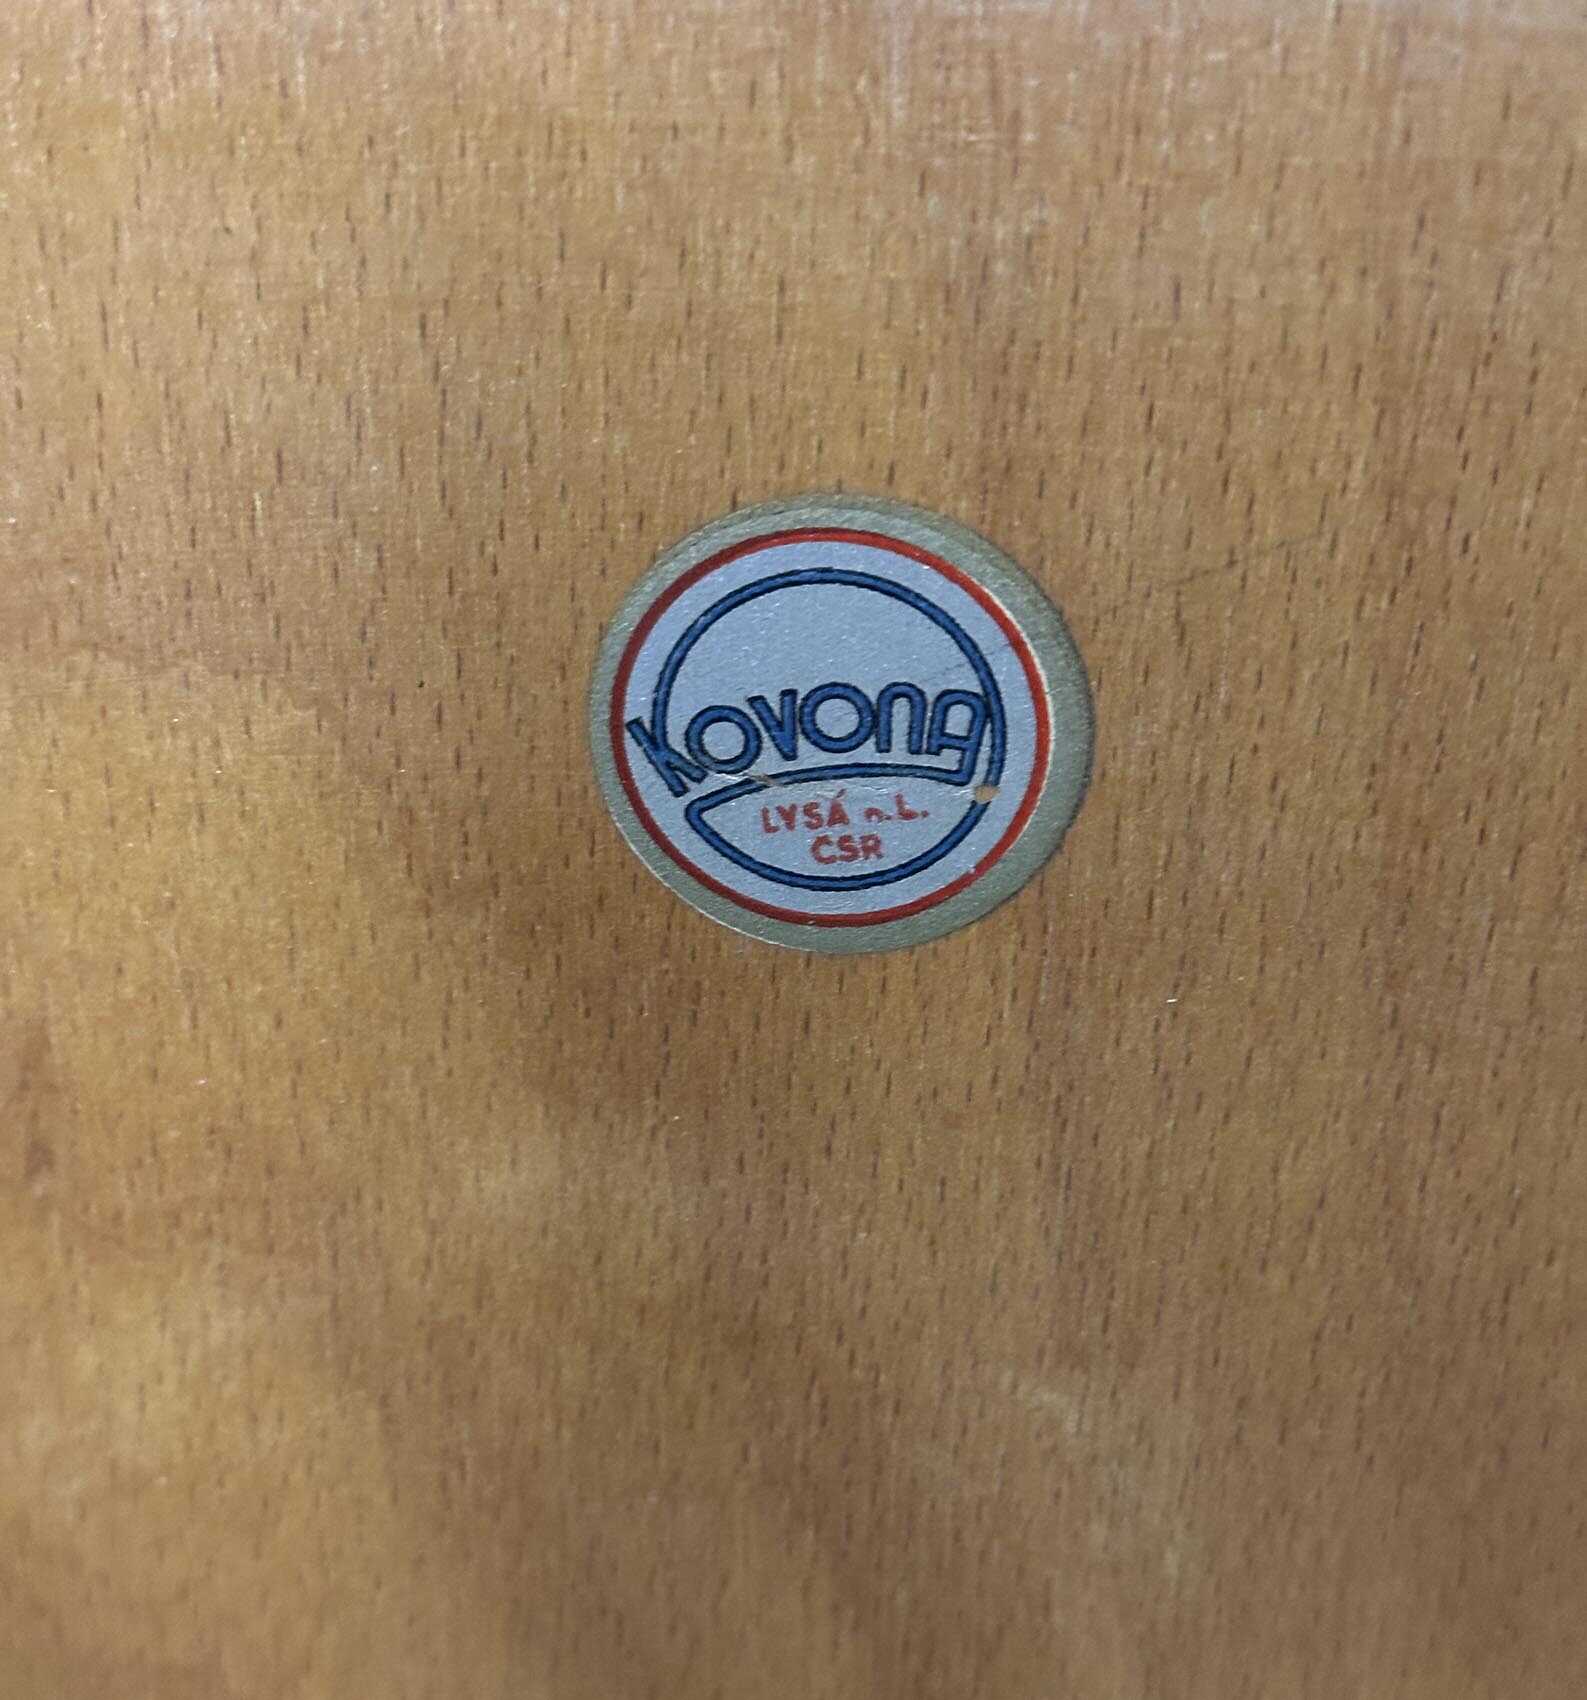 Kovona
LYSÁ n.L.
ČSR